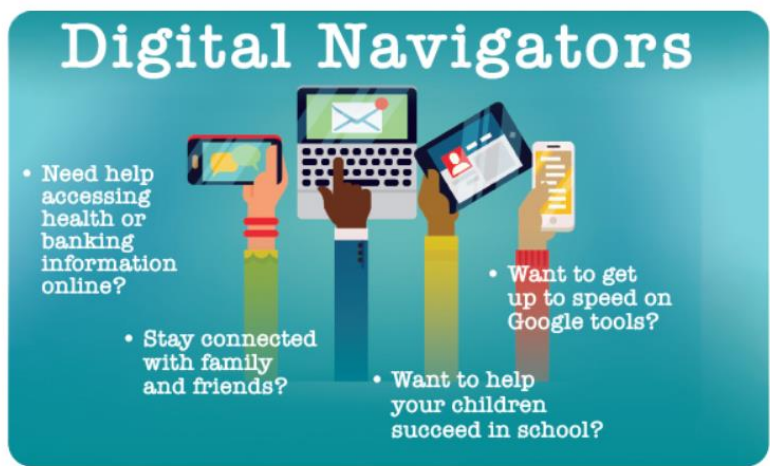 Digital Navigators
• Need help
accessing
health or
banking
information
online?
• Stay connected
with family
and friends?
• Want to help
your children
succeed in school?
• Want to get
up to speed on
Google tools?